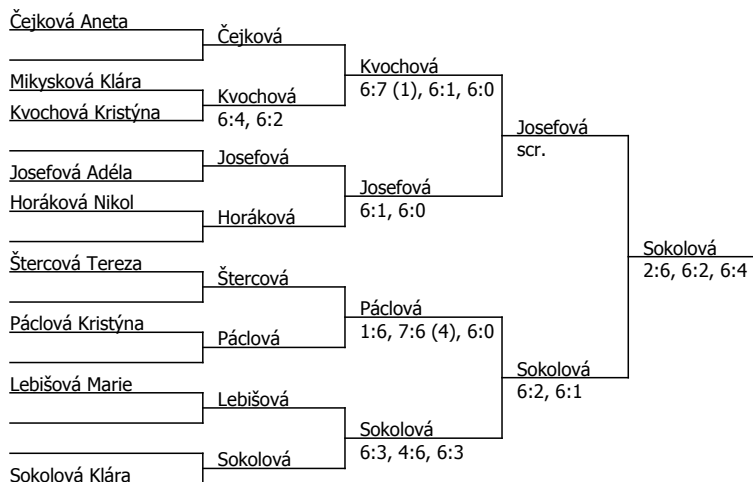 Čejková Aneta
Mikysková Klára
Kvochová Kristýna
Josefová Adéla
Horáková Nikol
Štercová Tereza
Páclová Kristýna
Lebišová Marie
Sokolová Klára
Čejková
Kvochová
6:4, 6:2
Josefová
Horáková
Štercová
Páclová
Lebišová
Sokolová
Kvochová
6:7 (1), 6:1, 6:0
Josefová
6:1, 6:0
Páclová
1:6, 7:6 (4), 6:0
Sokolová
6:3, 4:6, 6:3
Josefová
scr.
Sokolová
6:2, 6:1
Sokolová
2:6, 6:2, 6:4